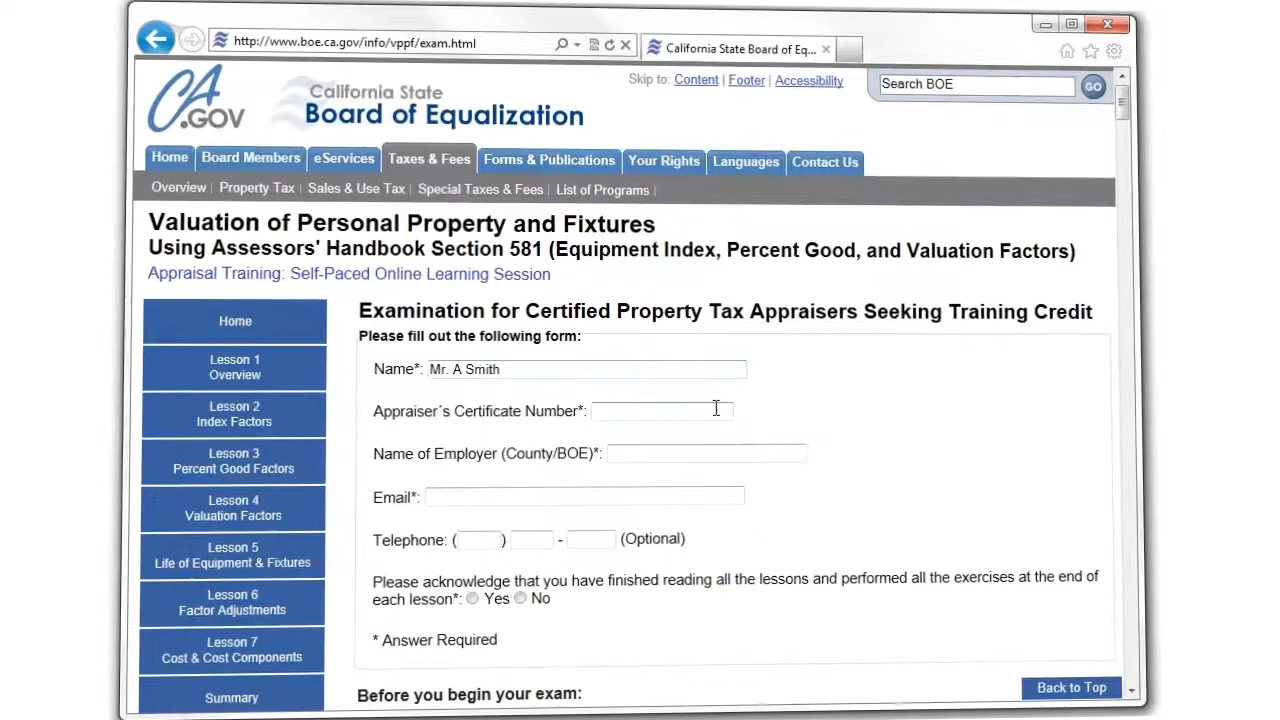 http://www.boe.ca.gov/info/vppf/exam.html
California State Board of Eq...
CA.GOV
California State
Board of Equalization
Skip to: Content | Footer | Accessibility
Search BOE
GO
Home
Board Members
eServices
Taxes & Fees
Forms & Publications
Your Rights
Languages
Contact Us
Overview | Property Tax | Sales & Use Tax | Special Taxes & Fees | List of Programs |
Valuation of Personal Property and Fixtures
Using Assessors' Handbook Section 581 (Equipment Index, Percent Good, and Valuation Factors)
Appraisal Training: Self-Paced Online Learning Session
Home
Lesson 1
Overview
Lesson 2
Index Factors
Lesson 3
Percent Good Factors
Lesson 4
Valuation Factors
Lesson 5
Life of Equipment & Fixtures
Lesson 6
Factor Adjustments
Lesson 7
Cost & Cost Components
Summary
Examination for Certified Property Tax Appraisers Seeking Training Credit
Please fill out the following form:
Name*: Mr. A Smith
Appraiser´s Certificate Number*:
Name of Employer (County/BOE)*:
Email*:
Telephone: ( ) - (Optional)
Please acknowledge that you have finished reading all the lessons and performed all the exercises at the end of
each lesson*: Yes No
* Answer Required
Before you begin your exam:
Back to Top